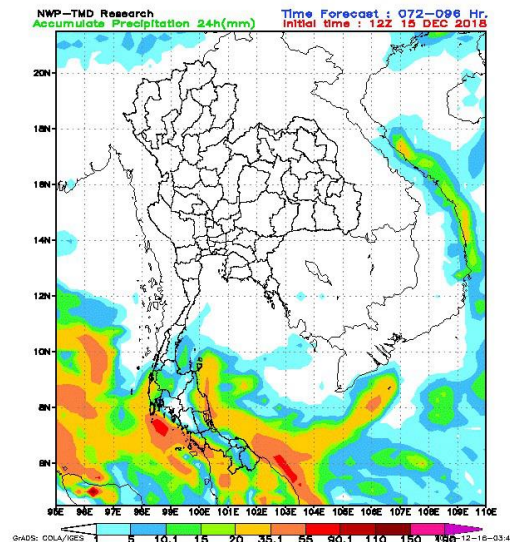 NWP-TMD Research
Time Forecast : 072-096 Hr.
Accumulate Precipitation 24h(mm)
Initial time : 12Z 15 DEC 2018
20N
18N
16N
14N
12N
10N
8N
6N
95E 96E 97E 98E 99E 100E 101E 102E 103E 104E 105E 106E 107E 108E 109E 110E
GrADS: COLA/IGES
1 5 10.1 15 20 35.1 55 90.1 110 150